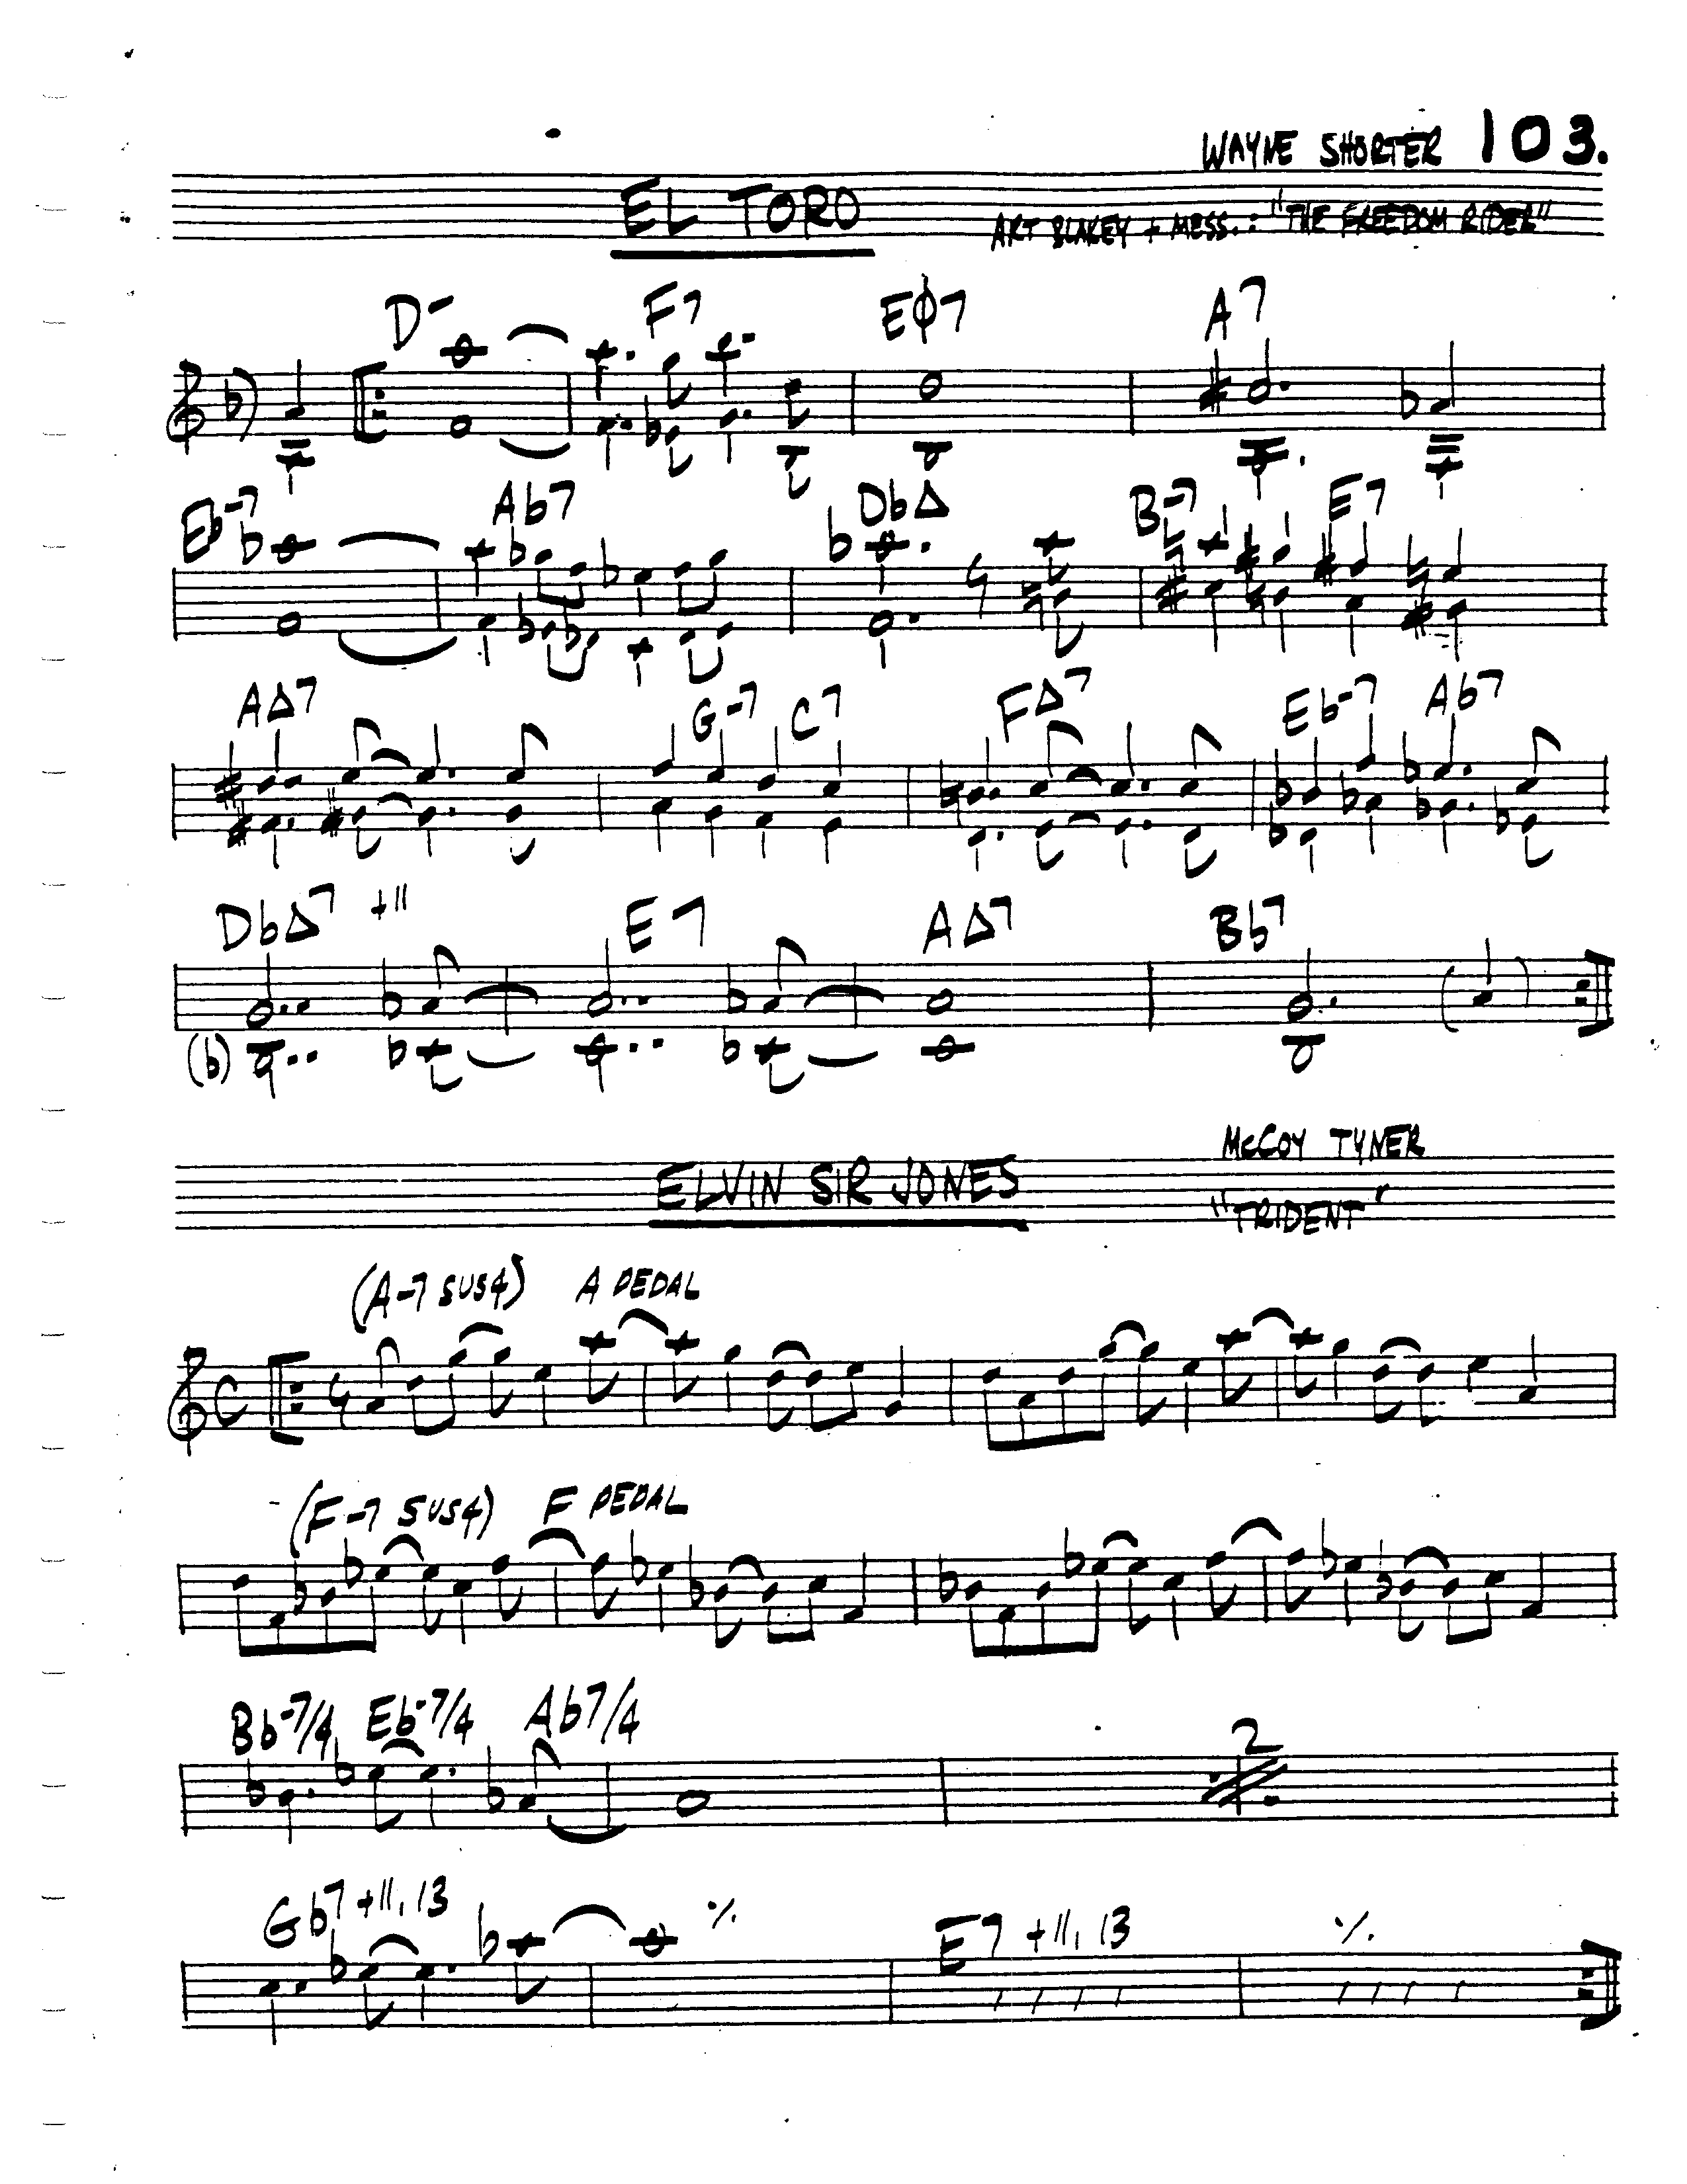 WAYNE SHORTER 103.
EL TORO
ART BLAKEY + MESS.: "THE FREEDOM RIDER"
D- F7 EØ7 A7
Eb-7 Ab7 DbΔ B-7 E7
AΔ7 G-7 C7 FΔ7 Eb-7 Ab7
DbΔ7 +11 E7 AΔ7 Bb7
McCOY TYNER
ELVIN SIR JONES
"TRIDENT"
(A-7 SUS4) A PEDAL
(F-7 SUS4) F PEDAL
Bb-7/4 Eb-7/4 Ab7/4 2
Gb7 +11, 13 ٪. E7 +11, 13 ٪.